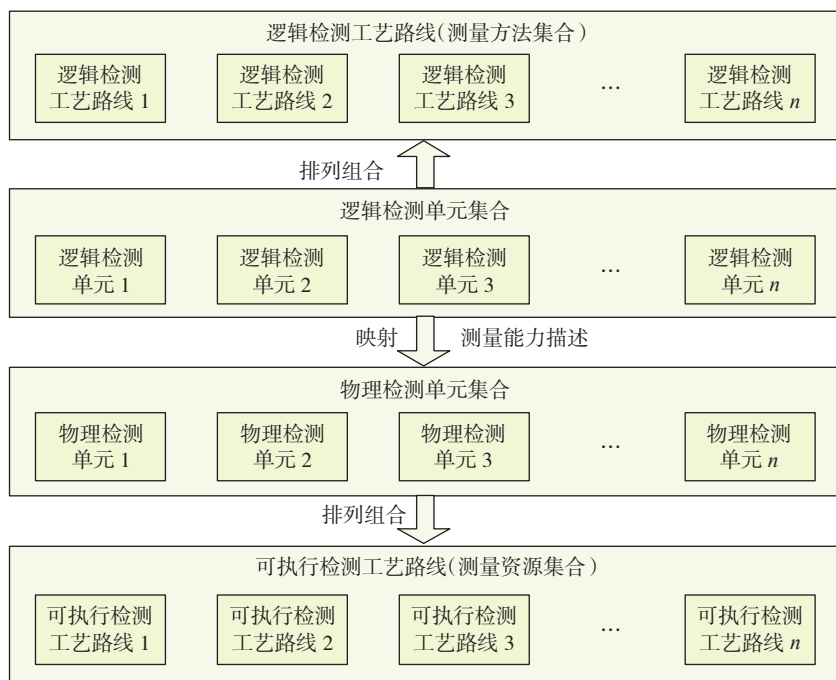 逻辑检测工艺路线(测量方法集合)
逻辑检测 逻辑检测 逻辑检测 … 逻辑检测
工艺路线 1 工艺路线 2 工艺路线 3 工艺路线 n
排列组合
逻辑检测单元集合
逻辑检测 逻辑检测 逻辑检测 … 逻辑检测
单元 1 单元 2 单元 3 单元 n
映射 测量能力描述
物理检测单元集合
物理检测 物理检测 物理检测 … 物理检测
单元 1 单元 2 单元 3 单元 n
排列组合
可执行检测工艺路线(测量资源集合)
可执行检测 可执行检测 可执行检测 … 可执行检测
工艺路线 1 工艺路线 2 工艺路线 3 工艺路线 n